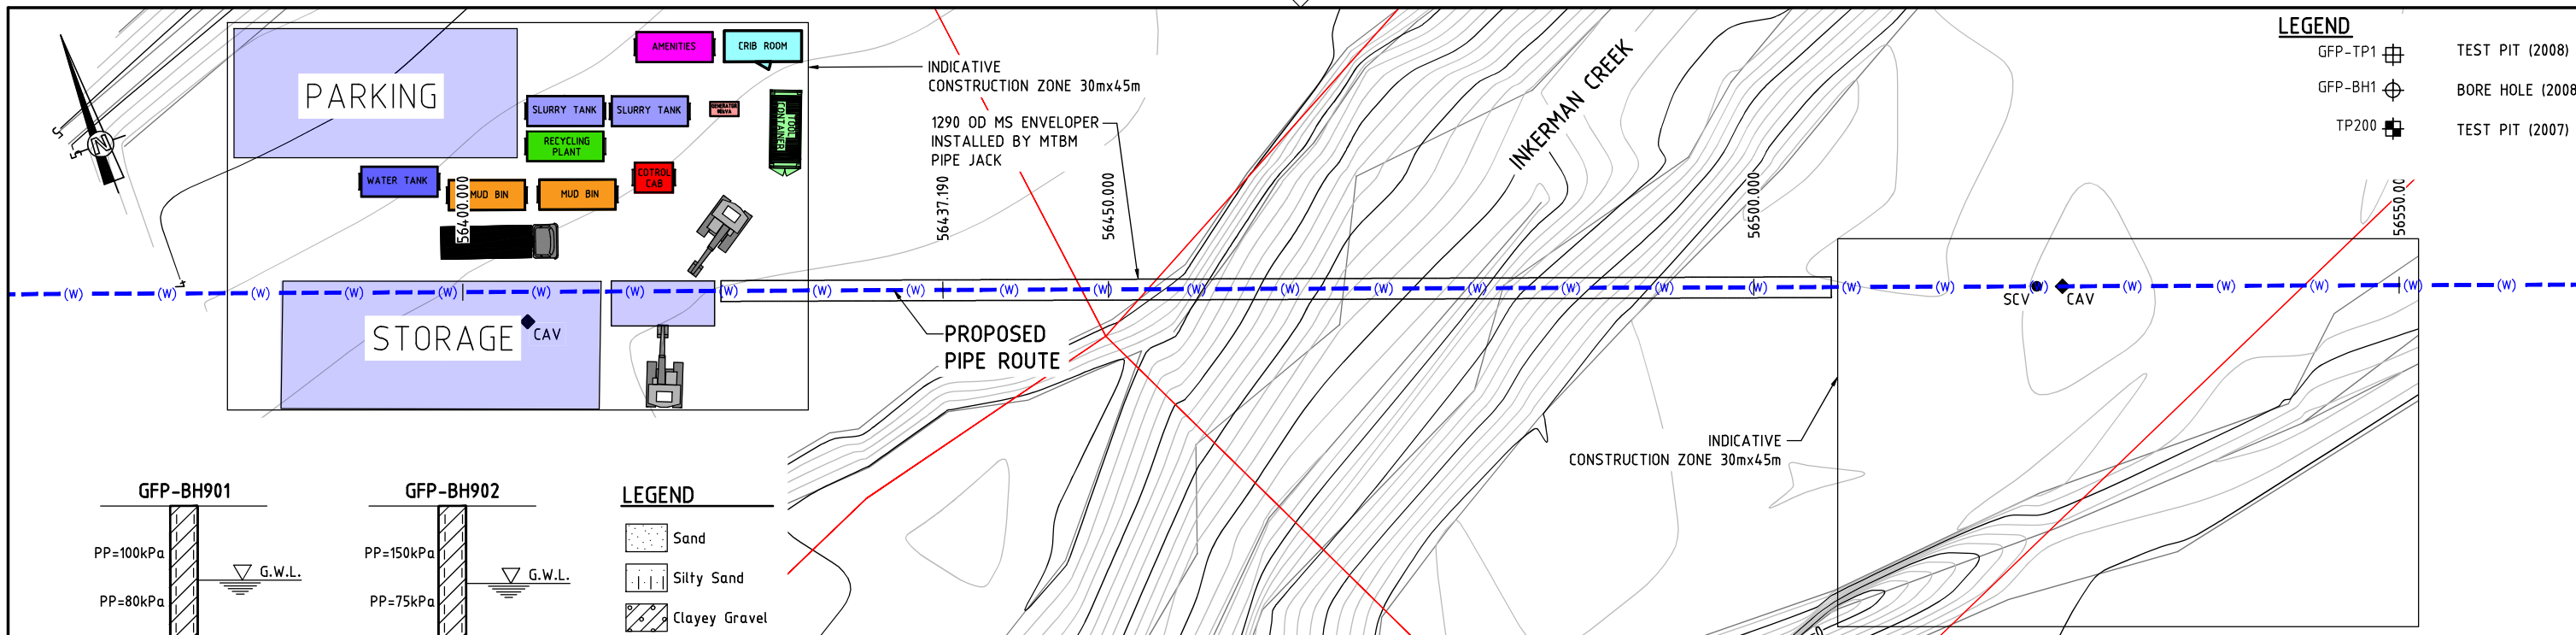 PARKING
AMENITIES
CRIB ROOM
SLURRY TANK
SLURRY TANK
TOOL
CONTAINER
RECYCLING
PLANT
WATER TANK
MUD BIN
MUD BIN
COTROL
CAB
56400.000
N
5
5
4
INDICATIVE
CONSTRUCTION ZONE 30mx45m
1290 OD MS ENVELOPER
INSTALLED BY MTBM
PIPE JACK
56437.190
56450.000
INKERMAN CREEK
56500.000
56550.00
LEGEND
GFP-TP1
TEST PIT (2008)
GFP-BH1
BORE HOLE (2008
TP200
TEST PIT (2007)
(W) (W) (W) (W) (W) (W) (W) (W) (W) (W) (W) (W) (W) (W) (W) (W) (W) (W) (W) (W) (W) (W) (W) (W) (W) (W) (W)
SCV
CAV
STORAGE
CAV
PROPOSED
PIPE ROUTE
INDICATIVE
CONSTRUCTION ZONE 30mx45m
GFP-BH901
PP=100kPa
G.W.L.
PP=80kPa
GFP-BH902
PP=150kPa
G.W.L.
PP=75kPa
LEGEND
Sand
Silty Sand
Clayey Gravel